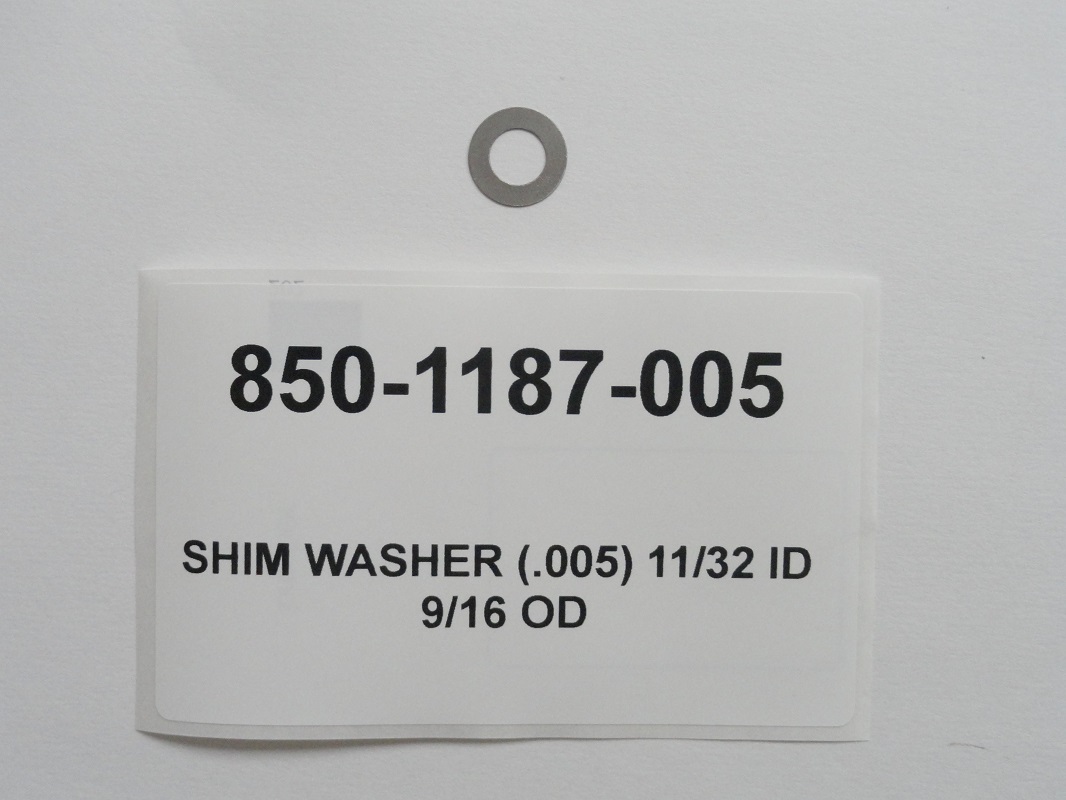 850-1187-005
SHIM WASHER (.005) 11/32 ID
9/16 OD